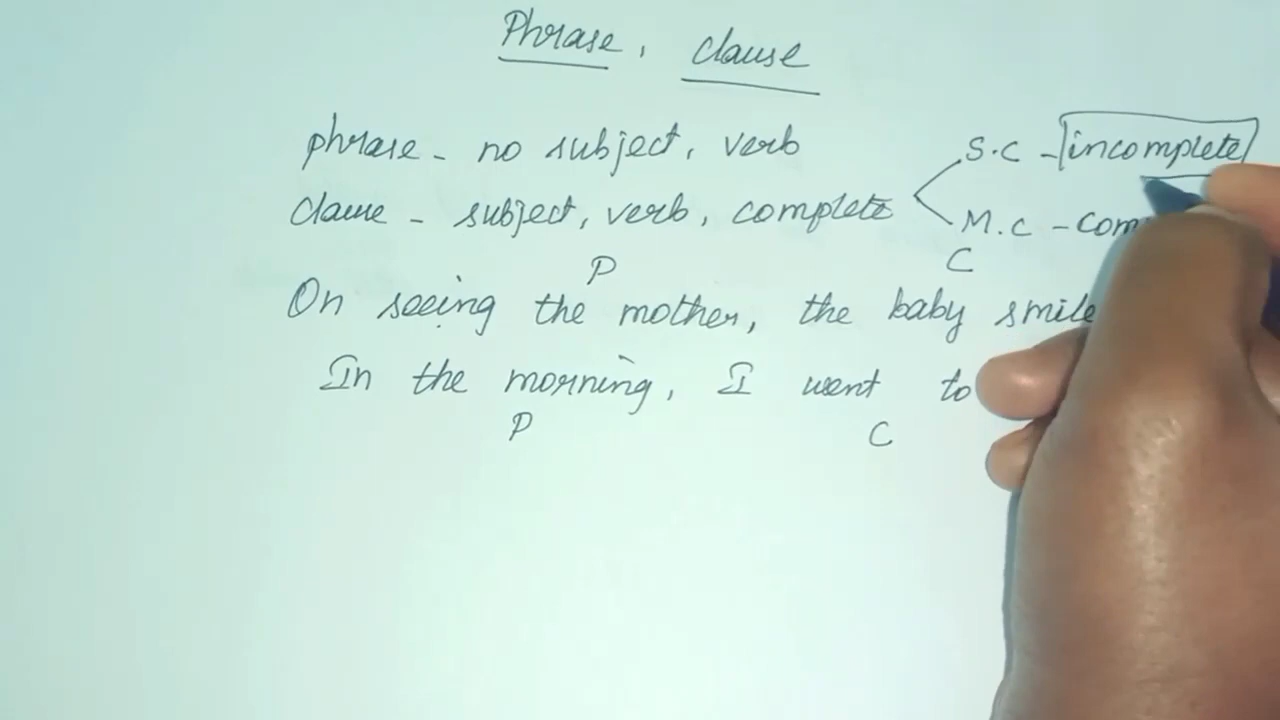 Phrase, clause
phrase - no subject, verb
S.C - incomplete
clause - subject, verb, complete
M.C - com
P
C
On seeing the mother, the baby smile
In the morning, I went to
P
C